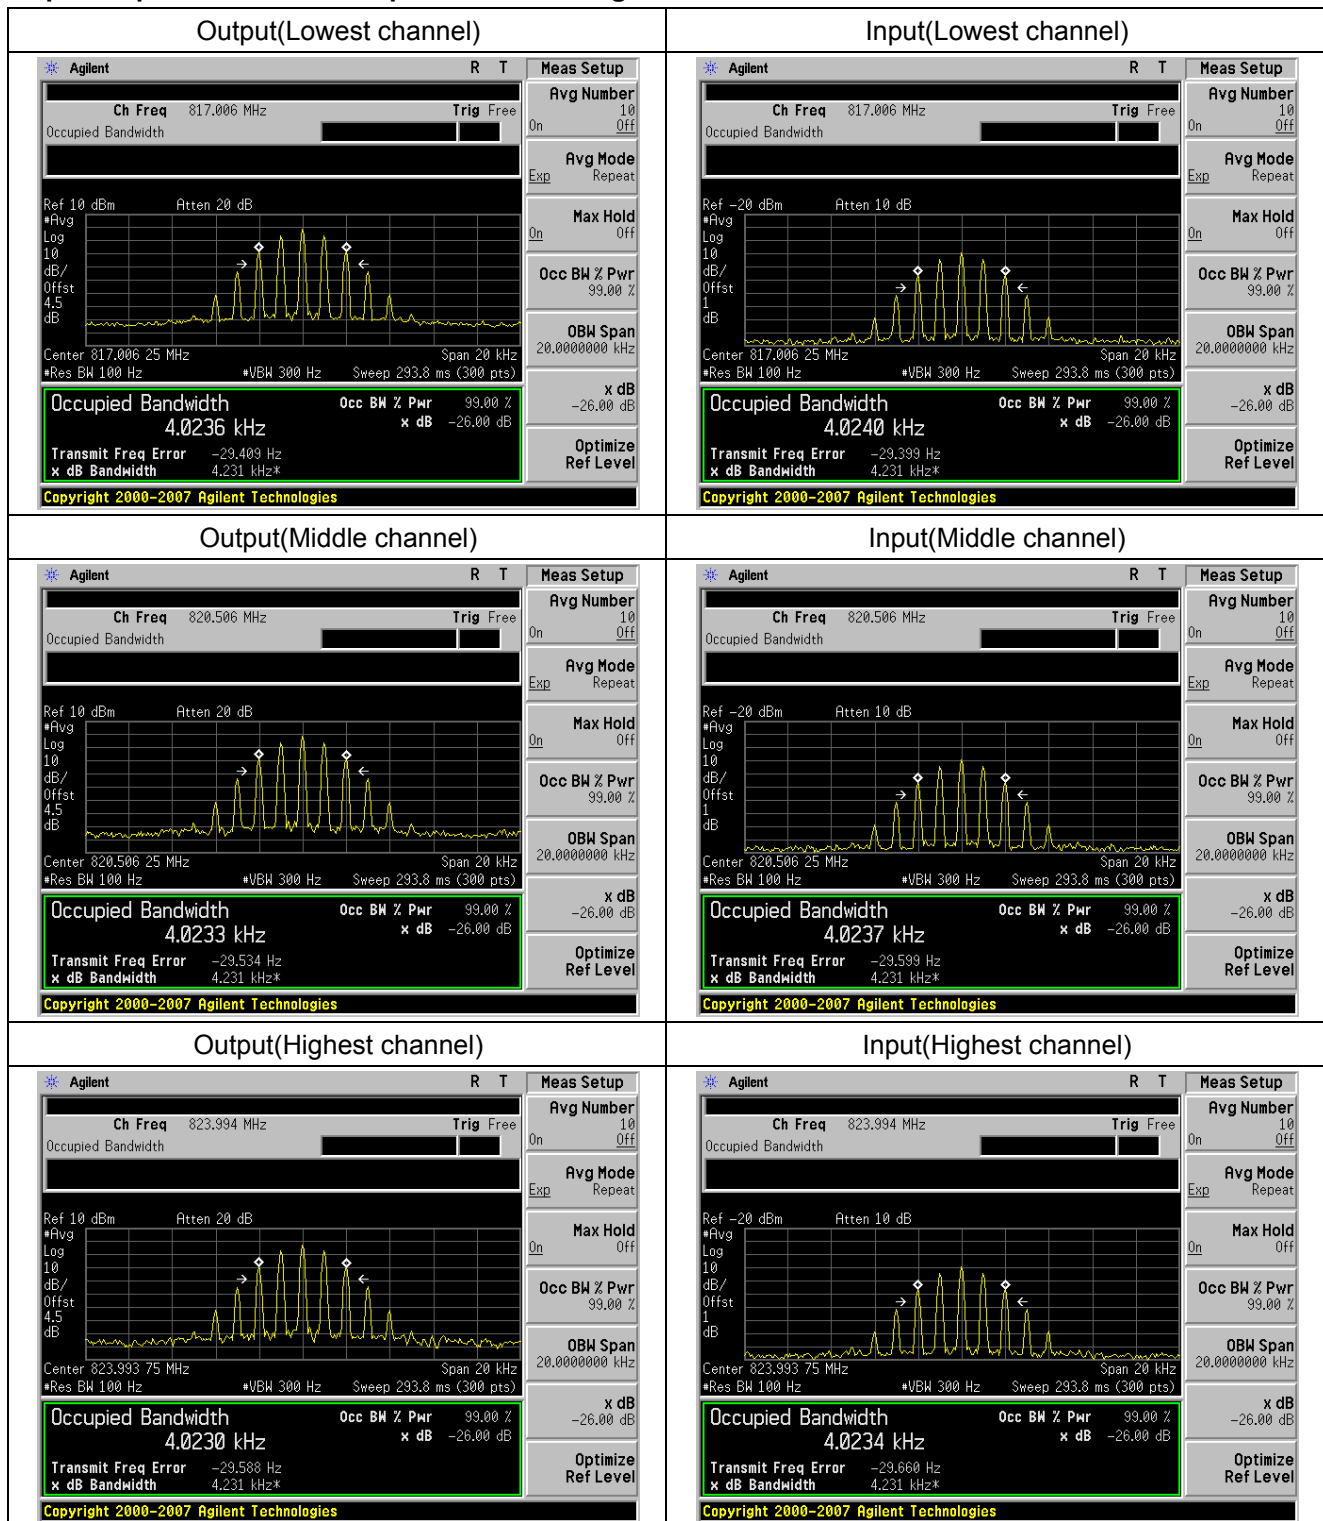 Output(Lowest channel)
Input(Lowest channel)
Agilent R T Meas Setup
Ch Freq 817.006 MHz Trig Free
Occupied Bandwidth
Avg Number
10
On Off
Avg Mode
Exp Repeat
Ref 10 dBm Atten 20 dB
#Avg
Log
10
dB/
Offst
4.5
dB
Max Hold
On Off
Occ BW % Pwr
99.00 %
OBW Span
20.0000000 kHz
Center 817.006 25 MHz Span 20 kHz
#Res BW 100 Hz #VBW 300 Hz Sweep 293.8 ms (300 pts)
Occupied Bandwidth Occ BW % Pwr 99.00 %
4.0236 kHz x dB -26.00 dB
Transmit Freq Error -29.409 Hz
x dB Bandwidth 4.231 kHz*
x dB
-26.00 dB
Optimize
Ref Level
Copyright 2000-2007 Agilent Technologies
Agilent R T Meas Setup
Ch Freq 817.006 MHz Trig Free
Occupied Bandwidth
Avg Number
10
On Off
Avg Mode
Exp Repeat
Ref -20 dBm Atten 10 dB
#Avg
Log
10
dB/
Offst
1
dB
Max Hold
On Off
Occ BW % Pwr
99.00 %
OBW Span
20.0000000 kHz
Center 817.006 25 MHz Span 20 kHz
#Res BW 100 Hz #VBW 300 Hz Sweep 293.8 ms (300 pts)
Occupied Bandwidth Occ BW % Pwr 99.00 %
4.0240 kHz x dB -26.00 dB
Transmit Freq Error -29.399 Hz
x dB Bandwidth 4.231 kHz*
x dB
-26.00 dB
Optimize
Ref Level
Copyright 2000-2007 Agilent Technologies
Output(Middle channel)
Input(Middle channel)
Agilent R T Meas Setup
Ch Freq 820.506 MHz Trig Free
Occupied Bandwidth
Avg Number
10
On Off
Avg Mode
Exp Repeat
Ref 10 dBm Atten 20 dB
#Avg
Log
10
dB/
Offst
4.5
dB
Max Hold
On Off
Occ BW % Pwr
99.00 %
OBW Span
20.0000000 kHz
Center 820.506 25 MHz Span 20 kHz
#Res BW 100 Hz #VBW 300 Hz Sweep 293.8 ms (300 pts)
Occupied Bandwidth Occ BW % Pwr 99.00 %
4.0233 kHz x dB -26.00 dB
Transmit Freq Error -29.534 Hz
x dB Bandwidth 4.231 kHz*
x dB
-26.00 dB
Optimize
Ref Level
Copyright 2000-2007 Agilent Technologies
Agilent R T Meas Setup
Ch Freq 820.506 MHz Trig Free
Occupied Bandwidth
Avg Number
10
On Off
Avg Mode
Exp Repeat
Ref -20 dBm Atten 10 dB
#Avg
Log
10
dB/
Offst
1
dB
Max Hold
On Off
Occ BW % Pwr
99.00 %
OBW Span
20.0000000 kHz
Center 820.506 25 MHz Span 20 kHz
#Res BW 100 Hz #VBW 300 Hz Sweep 293.8 ms (300 pts)
Occupied Bandwidth Occ BW % Pwr 99.00 %
4.0237 kHz x dB -26.00 dB
Transmit Freq Error -29.599 Hz
x dB Bandwidth 4.231 kHz*
x dB
-26.00 dB
Optimize
Ref Level
Copyright 2000-2007 Agilent Technologies
Output(Highest channel)
Input(Highest channel)
Agilent R T Meas Setup
Ch Freq 823.994 MHz Trig Free
Occupied Bandwidth
Avg Number
10
On Off
Avg Mode
Exp Repeat
Ref 10 dBm Atten 20 dB
#Avg
Log
10
dB/
Offst
4.5
dB
Max Hold
On Off
Occ BW % Pwr
99.00 %
OBW Span
20.0000000 kHz
Center 823.993 75 MHz Span 20 kHz
#Res BW 100 Hz #VBW 300 Hz Sweep 293.8 ms (300 pts)
Occupied Bandwidth Occ BW % Pwr 99.00 %
4.0230 kHz x dB -26.00 dB
Transmit Freq Error -29.588 Hz
x dB Bandwidth 4.231 kHz*
x dB
-26.00 dB
Optimize
Ref Level
Copyright 2000-2007 Agilent Technologies
Agilent R T Meas Setup
Ch Freq 823.994 MHz Trig Free
Occupied Bandwidth
Avg Number
10
On Off
Avg Mode
Exp Repeat
Ref -20 dBm Atten 10 dB
#Avg
Log
10
dB/
Offst
1
dB
Max Hold
On Off
Occ BW % Pwr
99.00 %
OBW Span
20.0000000 kHz
Center 823.993 75 MHz Span 20 kHz
#Res BW 100 Hz #VBW 300 Hz Sweep 293.8 ms (300 pts)
Occupied Bandwidth Occ BW % Pwr 99.00 %
4.0234 kHz x dB -26.00 dB
Transmit Freq Error -29.660 Hz
x dB Bandwidth 4.231 kHz*
x dB
-26.00 dB
Optimize
Ref Level
Copyright 2000-2007 Agilent Technologies